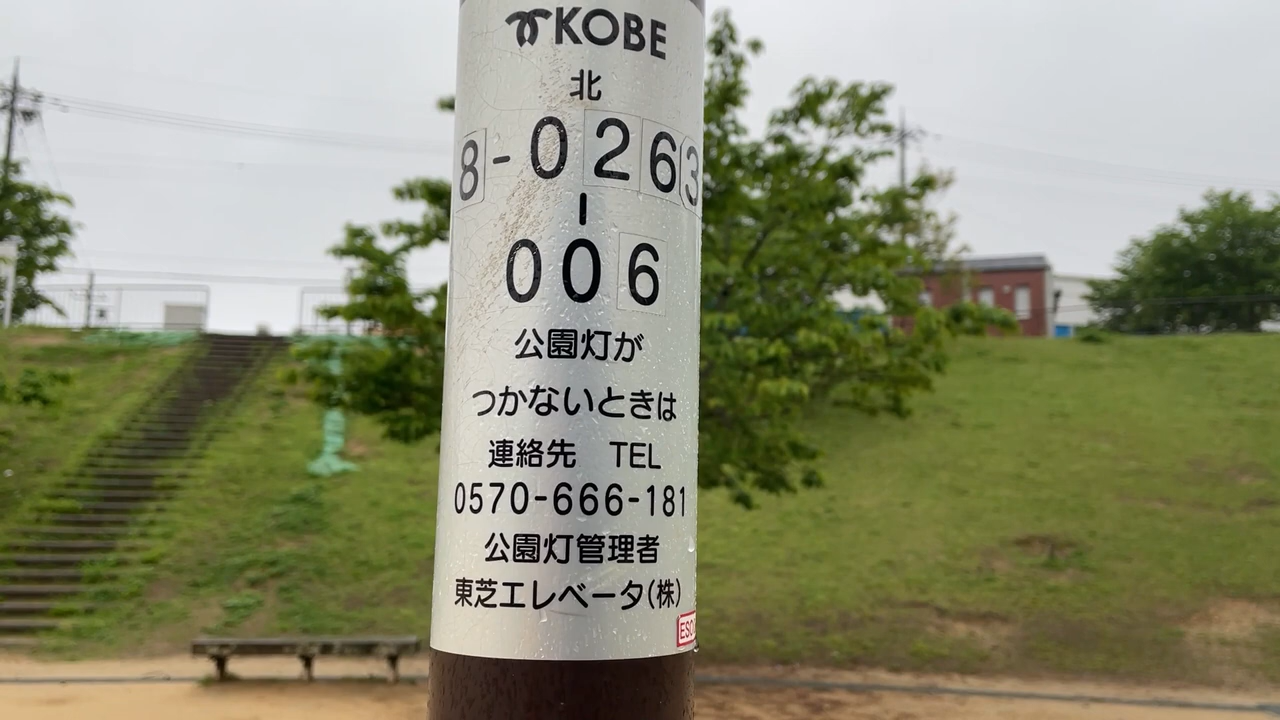 KOBE
北
8-0263
-
006
公園灯が
つかないときは
連絡先 TEL
0570-666-181
公園灯管理者
東芝エレベータ(株)